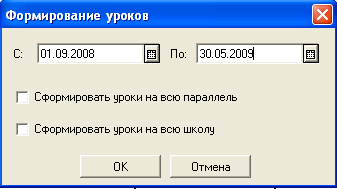 Формирование уроков
С: 01.09.2008 По: 30.05.2009
Сформировать уроки на всю параллель
Сформировать уроки на всю школу
OK Отмена